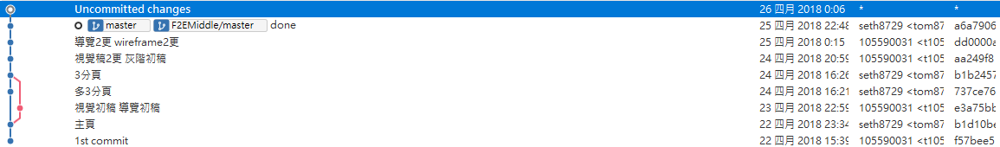 Uncommitted changes 26 四月 2018 0:06 * *
master F2EMiddle/master done 25 四月 2018 22:48 seth8729 <tom87 a6a7906
導覽2更 wireframe2更 25 四月 2018 0:15 105590031 <t105 dd0000a
視覺稿2更 灰階初稿 24 四月 2018 20:59 105590031 <t105 aa249f8
3分頁 24 四月 2018 16:26 seth8729 <tom87 b1b2457
多3分頁 24 四月 2018 16:21 seth8729 <tom87 737ce76
視覺初稿 導覽初稿 23 四月 2018 22:59 105590031 <t105 e3a75bb
主頁 22 四月 2018 23:34 seth8729 <tom87 b1d10be
1st commit 22 四月 2018 15:39 105590031 <t105 f57bee5